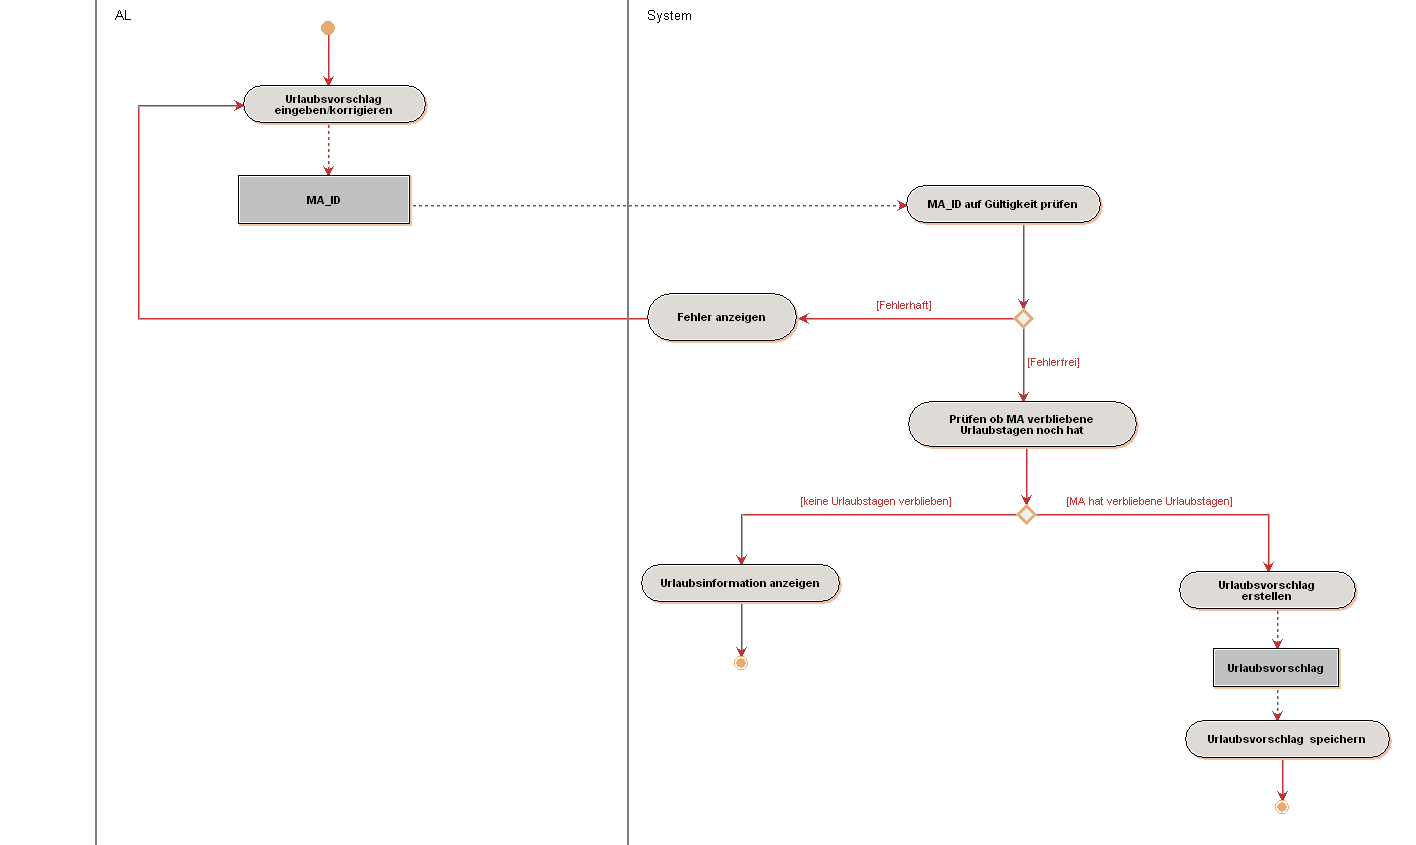 AL
System
Urlaubsvorschlag
eingeben/korrigieren
MA_ID
MA_ID auf Gültigkeit prüfen
Fehler anzeigen
[Fehlerhaft]
[Fehlerfrei]
Prüfen ob MA verbliebene
Urlaubstagen noch hat
[keine Urlaubstagen verblieben]
[MA hat verbliebene Urlaubstagen]
Urlaubsinformation anzeigen
Urlaubsvorschlag
erstellen
Urlaubsvorschlag
Urlaubsvorschlag speichern